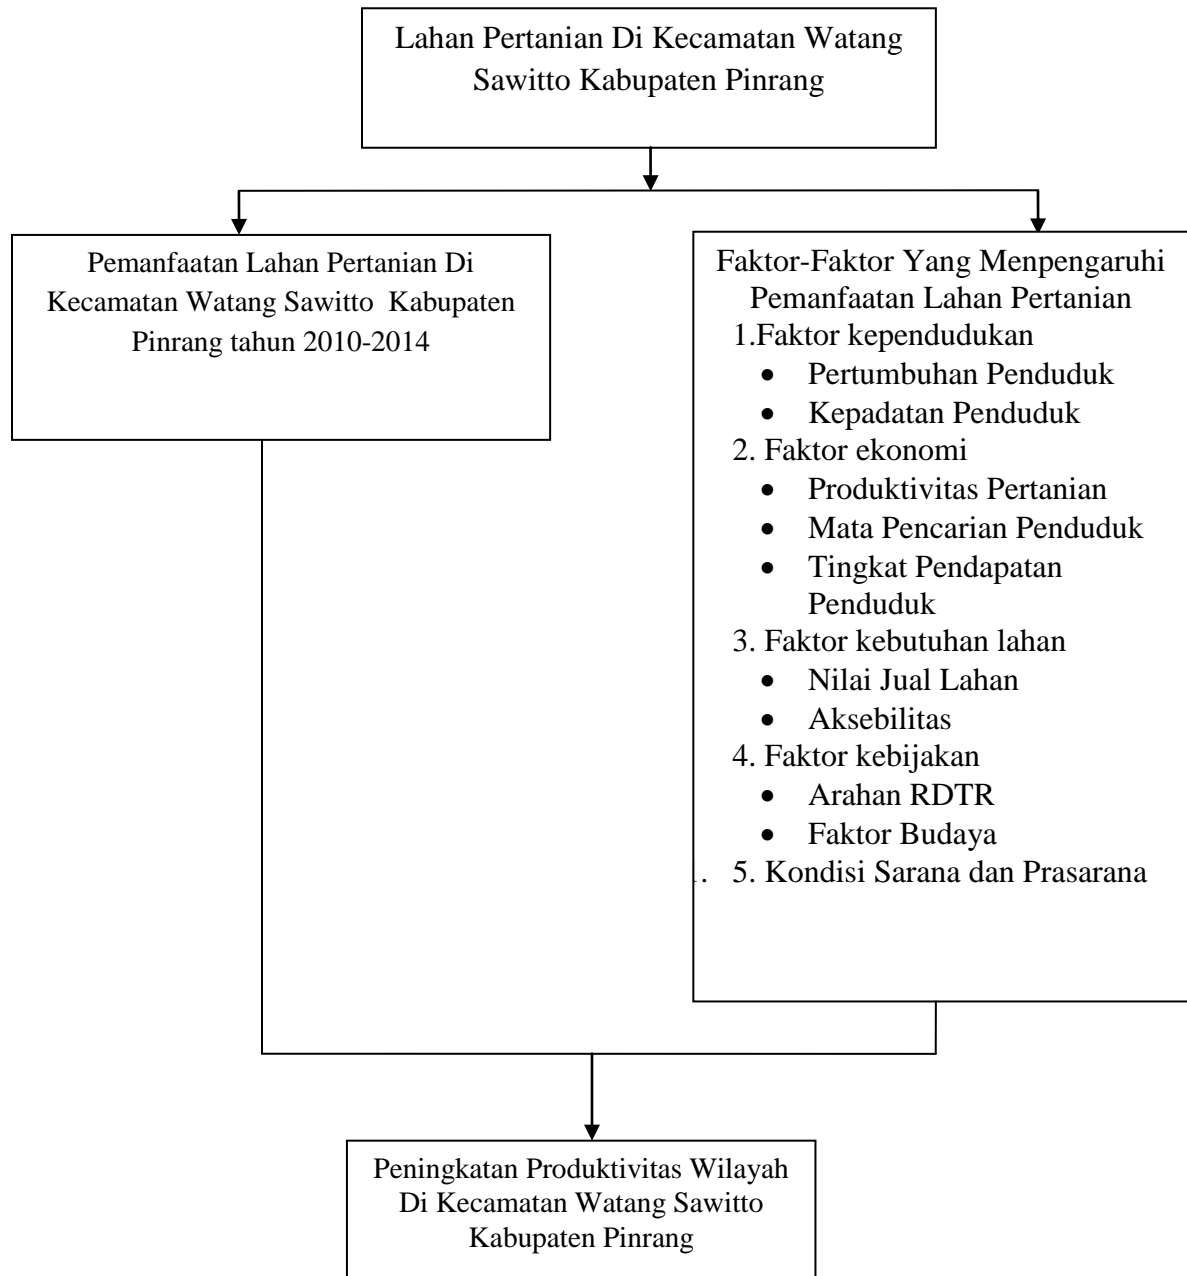 Lahan Pertanian Di Kecamatan Watang
Sawitto Kabupaten Pinrang
Pemanfaatan Lahan Pertanian Di
Kecamatan Watang Sawitto Kabupaten
Pinrang tahun 2010-2014
Faktor-Faktor Yang Menpengaruhi
Pemanfaatan Lahan Pertanian
1.Faktor kependudukan
• Pertumbuhan Penduduk
• Kepadatan Penduduk
2. Faktor ekonomi
• Produktivitas Pertanian
• Mata Pencarian Penduduk
• Tingkat Pendapatan
Penduduk
3. Faktor kebutuhan lahan
• Nilai Jual Lahan
• Aksebilitas
4. Faktor kebijakan
• Arahan RDTR
• Faktor Budaya
1. 5. Kondisi Sarana dan Prasarana
Peningkatan Produktivitas Wilayah
Di Kecamatan Watang Sawitto
Kabupaten Pinrang